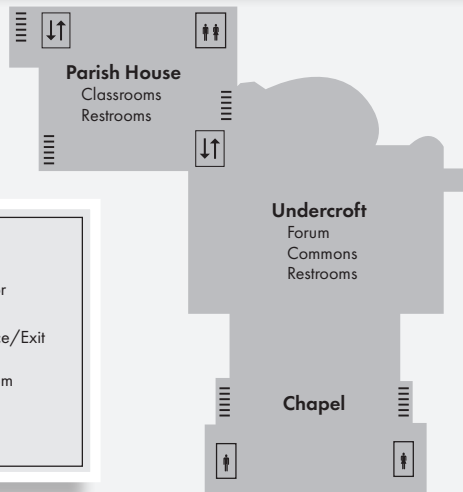 Parish House
Classrooms
Restrooms
Undercroft
Forum
Commons
Restrooms
Chapel
/Exit